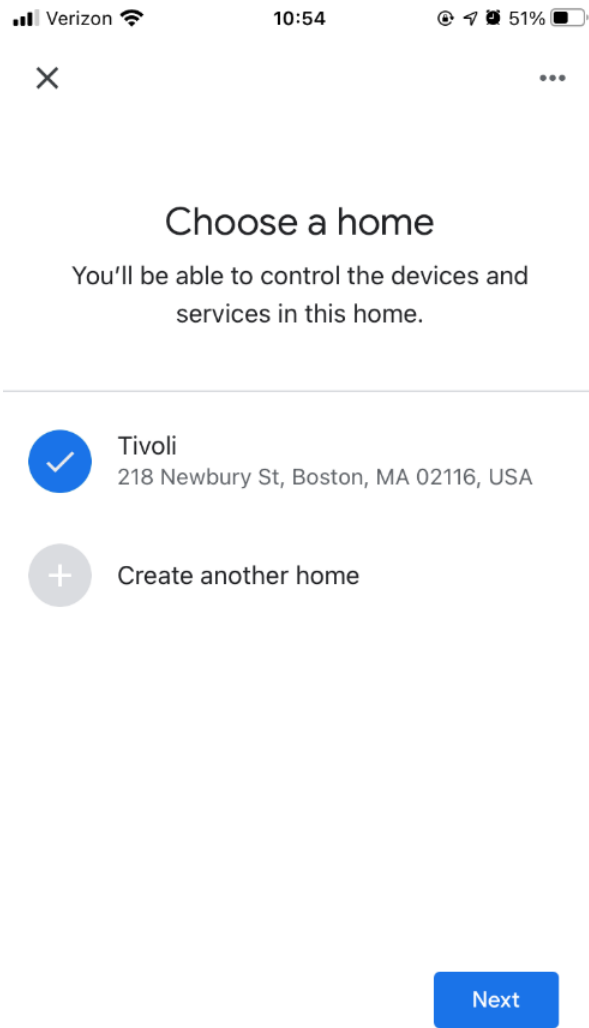 Verizon 10:54 51%
Choose a home
You'll be able to control the devices and
services in this home.
Tivoli
218 Newbury St, Boston, MA 02116, USA
Create another home
Next